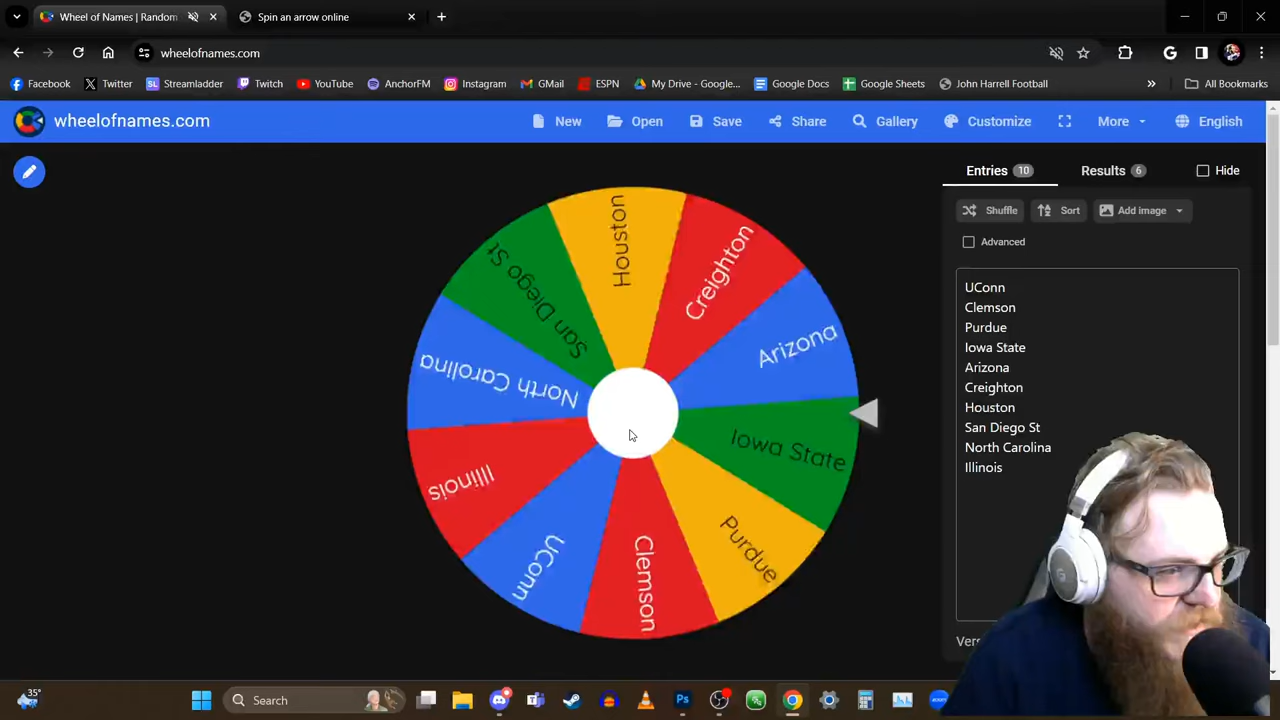 Wheel of Names | Random
Spin an arrow online
wheelofnames.com
Facebook
Twitter
SL Streamladder
Twitch
YouTube
AnchorFM
Instagram
GMail
ESPN
My Drive - Google...
Google Docs
Google Sheets
John Harrell Football
»
All Bookmarks
wheelofnames.com
New
Open
Save
Share
Gallery
Customize
More
English
Entries 10
Results 6
Hide
Shuffle
Sort
Add image
Advanced
UConn
Clemson
Purdue
Iowa State
Arizona
Creighton
Houston
San Diego St
North Carolina
Illinois
Houston
Creighton
Arizona
Iowa State
Purdue
Clemson
UConn
Illinois
North Carolina
San Diego St
35°
Search